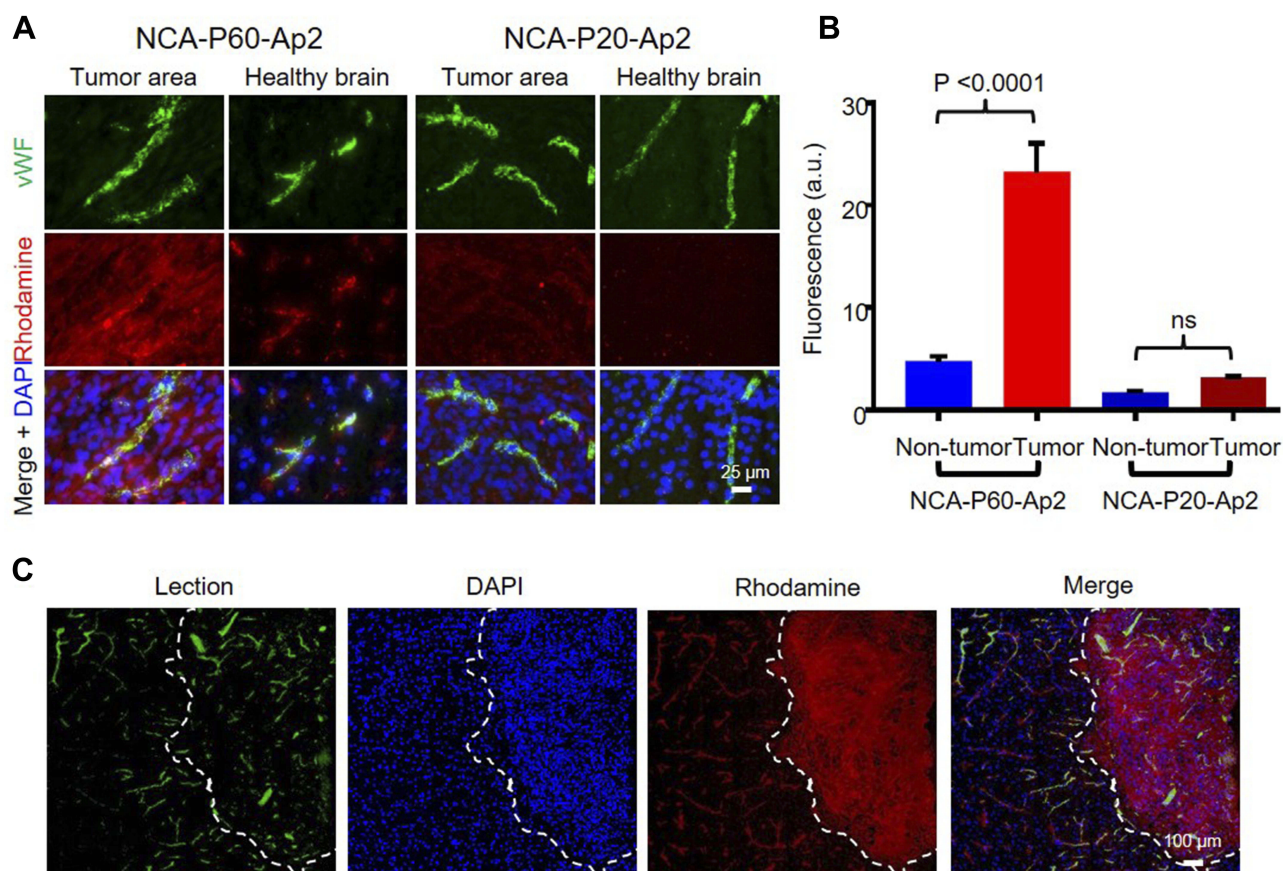 A
NCA-P60-Ap2 NCA-P20-Ap2
Tumor area Healthy brain Tumor area Healthy brain
vWF
Rhodamine
Merge + DAPI
25 µm
B
P <0.0001
ns
30
20
10
0
Fluorescence (a.u.)
Non-tumor Tumor Non-tumor Tumor
NCA-P60-Ap2 NCA-P20-Ap2
C
Lection DAPI Rhodamine Merge
100 µm